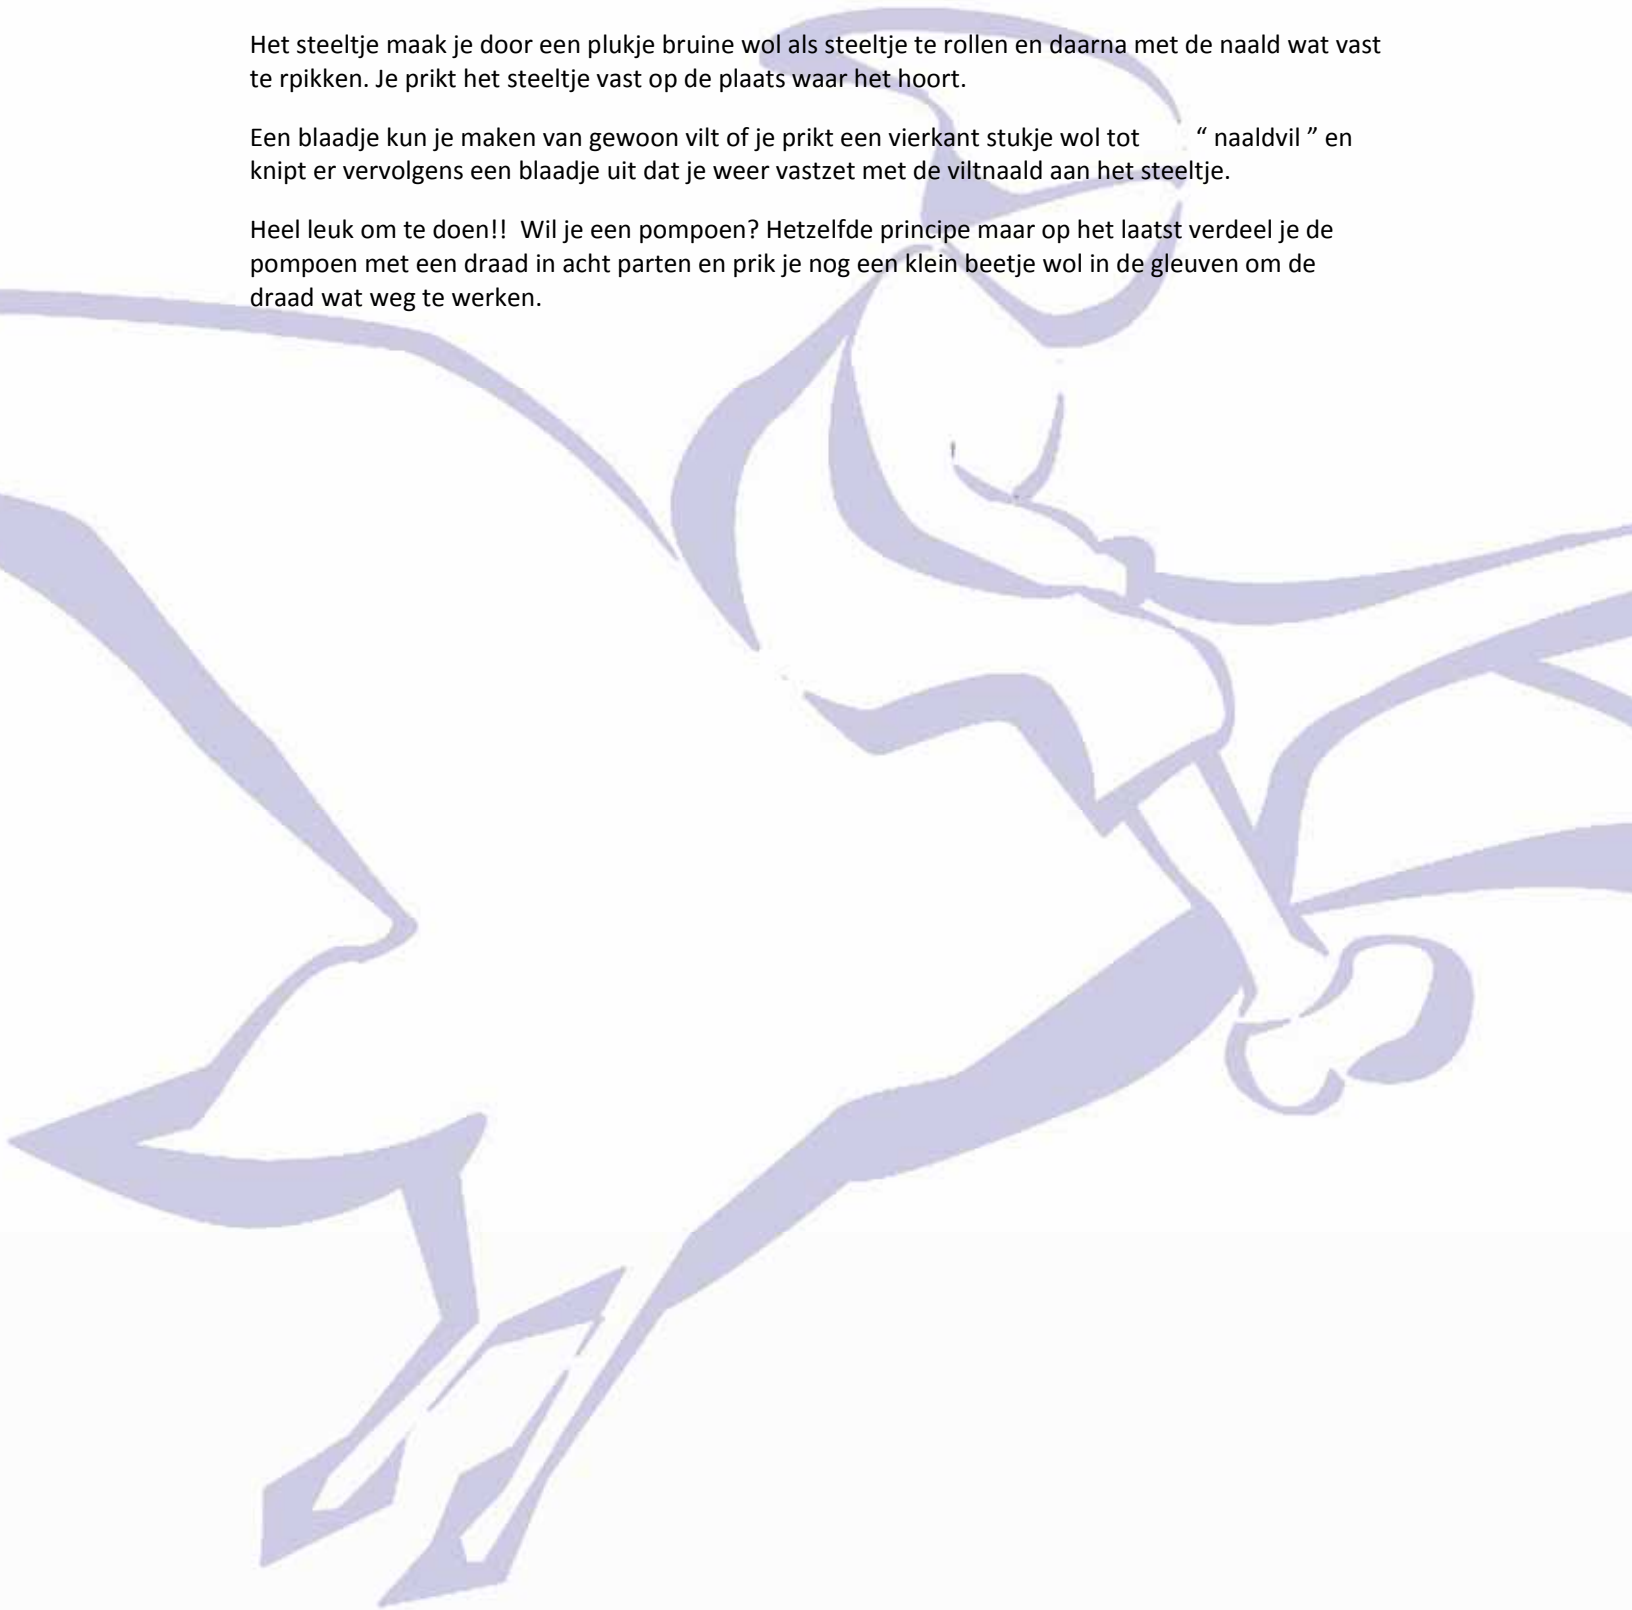 Het steeltje maak je door een plukje bruine wol als steeltje te rollen en daarna met de naald wat vast
te rpikken. Je prikt het steeltje vast op de plaats waar het hoort.
Een blaadje kun je maken van gewoon vilt of je prikt een vierkant stukje wol tot “ naaldvil ” en
knipt er vervolgens een blaadje uit dat je weer vastzet met de viltnaald aan het steeltje.
Heel leuk om te doen!! Wil je een pompoen? Hetzelfde principe maar op het laatst verdeel je de
pompoen met een draad in acht parten en prik je nog een klein beetje wol in de gleuven om de
draad wat weg te werken.